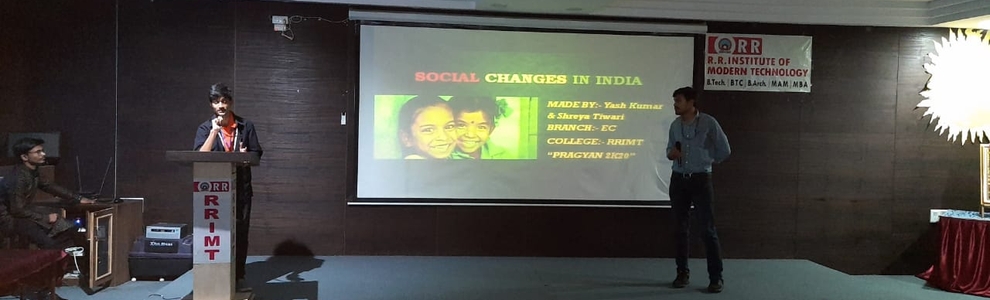 SOCIAL CHANGES IN INDIA
MADE BY:- Yash Kumar
& Shreya Tiwari
BRANCH:- EC
COLLEGE:- RRIMT
"PRAGYAN 2K20"
RR
R.R.INSTITUTE OF
MODERN TECHNOLOGY
B.Tech BTC B.Arch MAM MBA
RR
RRIMT